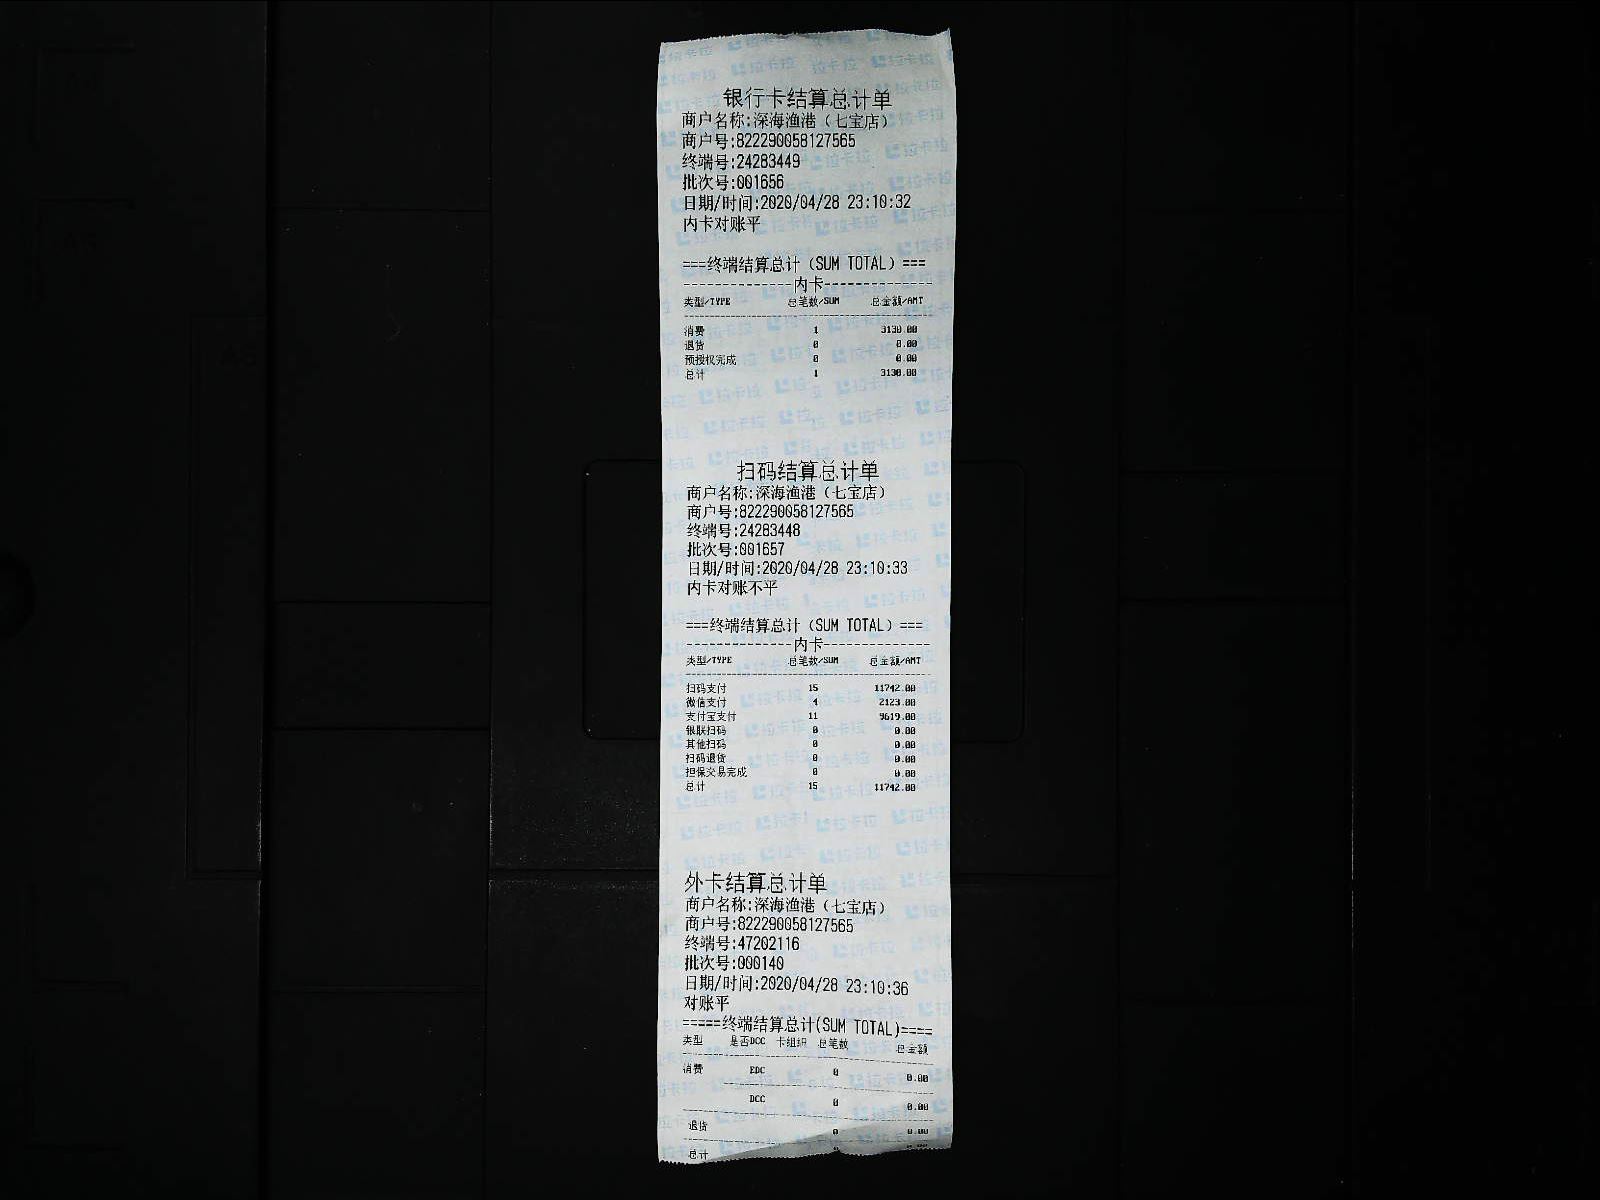 银行卡结算总计单
商户名称:深海渔港（七宝店）
商户号:822290058127565
终端号:24283449
批次号:001656
日期/时间:2020/04/28 23:10:32
内卡对账平
===终端结算总计（SUM TOTAL）===
--------------内卡--------------
类型/TYPE 总笔数/SUM 总金额/AMT
消费 1 3130.00
退货 0 0.00
预授权完成 0 0.00
总计 1 3130.00
扫码结算总计单
商户名称:深海渔港（七宝店）
商户号:822290058127565
终端号:24283448
批次号:001657
日期/时间:2020/04/28 23:10:33
内卡对账不平
===终端结算总计（SUM TOTAL）===
--------------内卡--------------
类型/TYPE 总笔数/SUM 总金额/AMT
扫码支付 15 11742.00
微信支付 4 2123.00
支付宝支付 11 9619.00
银联扫码 0 0.00
其他扫码 0 0.00
扫码退货 0 0.00
担保交易完成 0 0.00
总计 15 11742.00
外卡结算总计单
商户名称:深海渔港（七宝店）
商户号:822290058127565
终端号:47202116
批次号:000140
日期/时间:2020/04/28 23:10:36
对账平
=====终端结算总计(SUM TOTAL)====
类型 是否DCC 卡组织 总笔数 总金额
消费 EDC 0 0.00
DCC 0 0.00
退货 0 0.00
总计